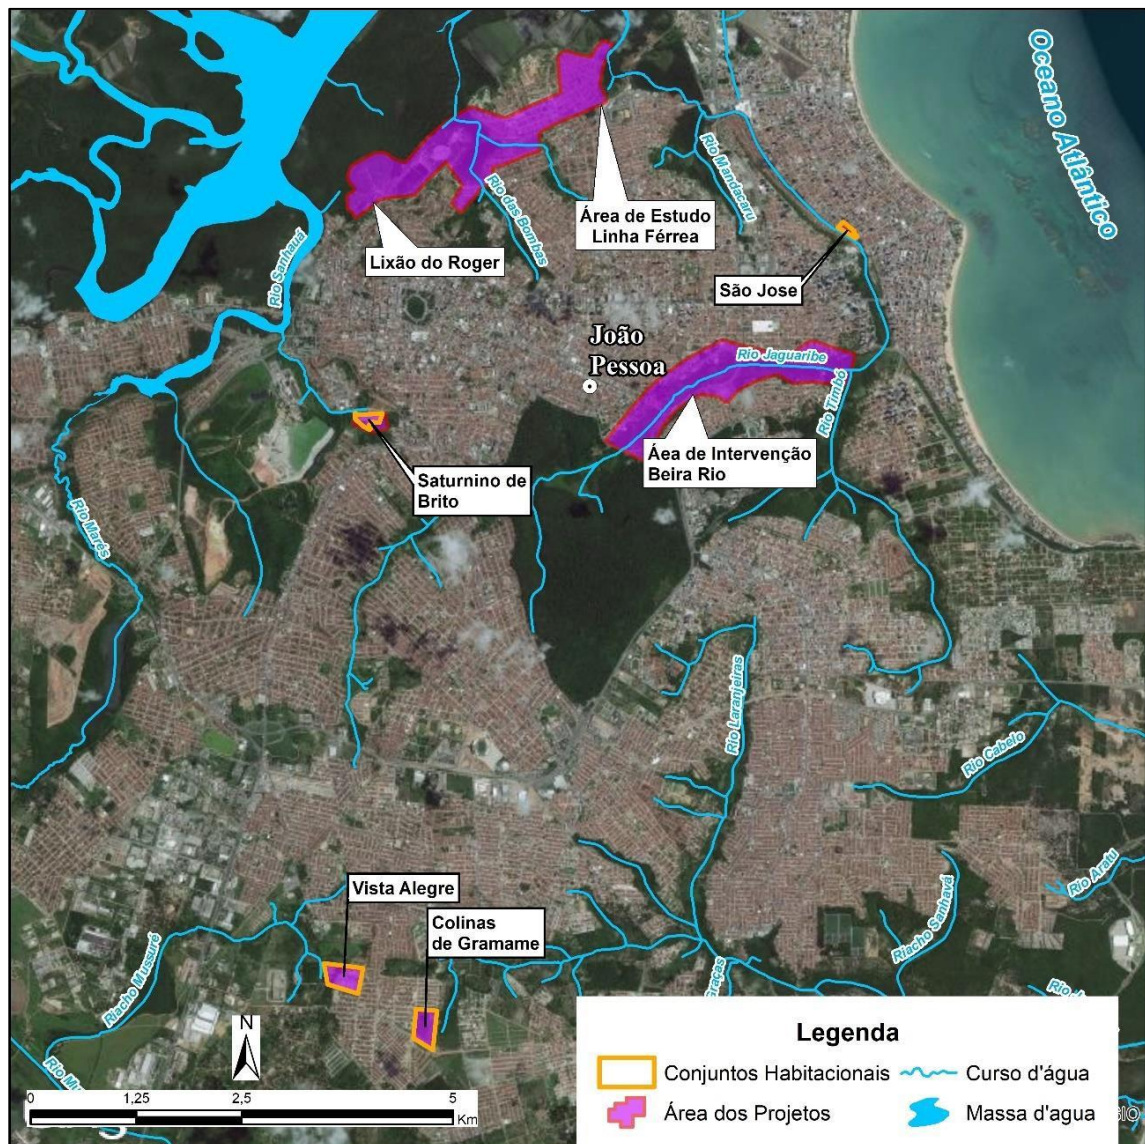 Oceano Atlântico
Rio Mandacaru
Rio das Bombas
Área de Estudo
Linha Férrea
Lixão do Roger
Rio Sanhauá
São Jose
João
Pessoa
Rio Jaguaribe
Rio Timbó
Áea de Intervenção
Beira Rio
Saturnino de
Brito
Rio Marés
Rio Laranjeiras
Rio Cabelo
Rio Aratu
Riacho Sanhavá
Vista Alegre
Colinas
de Gramame
Riacho Mussuré
Graças
N
0 1,25 2,5 5
Km
Legenda
Conjuntos Habitacionais
Curso d'água
Área dos Projetos
Massa d'agua